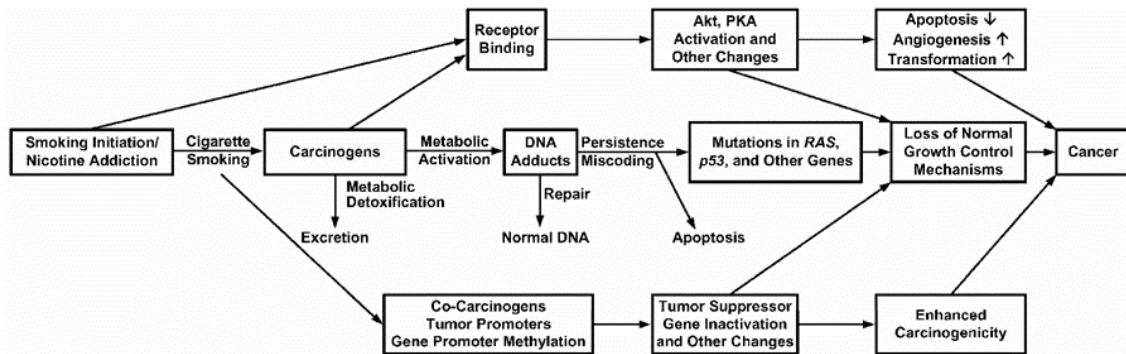 Receptor
Binding
Akt, PKA
Activation and
Other Changes
Apoptosis ↓
Angiogenesis ↑
Transformation ↑
Smoking Initiation/
Nicotine Addiction
Cigarette
Smoking
Carcinogens
Metabolic
Activation
DNA
Adducts
Persistence
Miscoding
Mutations in RAS,
p53, and Other Genes
Loss of Normal
Growth Control
Mechanisms
Cancer
Metabolic
Detoxification
Repair
Excretion
Normal DNA
Apoptosis
Co-Carcinogens
Tumor Promoters
Gene Promoter Methylation
Tumor Suppressor
Gene Inactivation
and Other Changes
Enhanced
Carcinogenicity